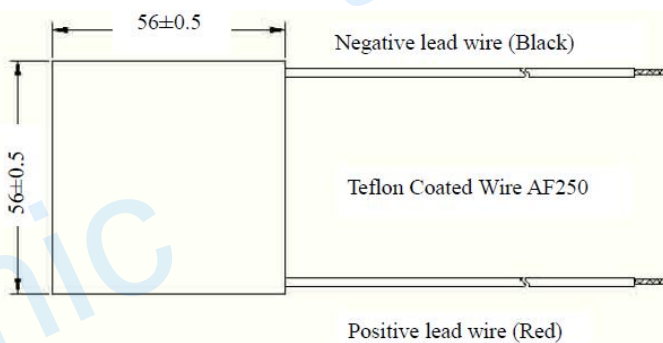 56±0.5
Negative lead wire (Black)
56±0.5
Teflon Coated Wire AF250
Positive lead wire (Red)